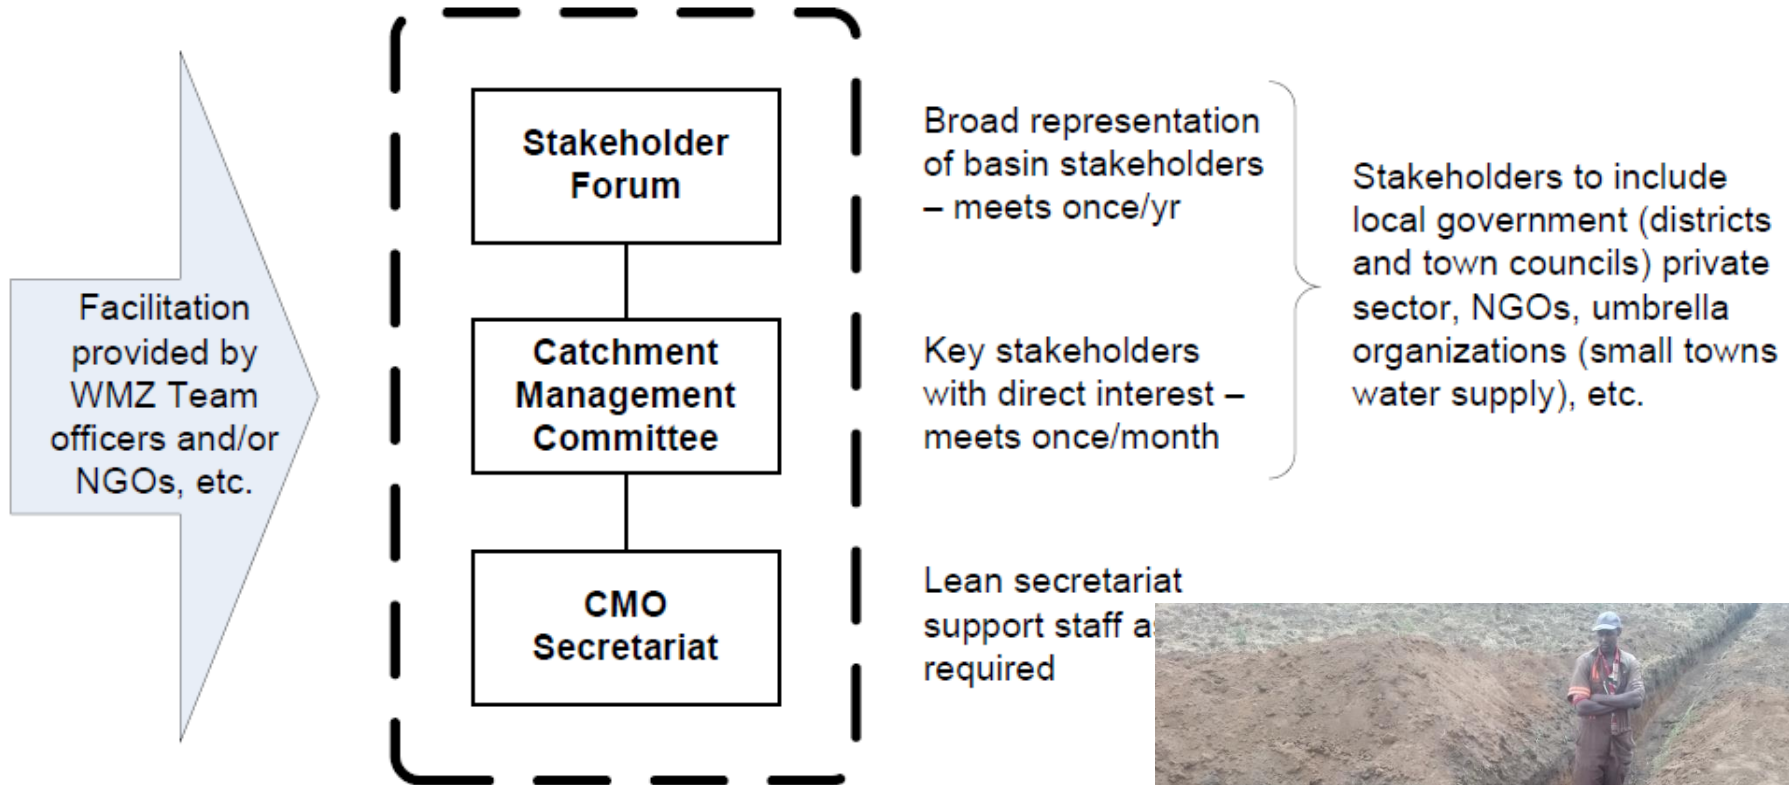 Facilitation
provided by
WMZ Team
officers and/or
NGOs, etc.
Stakeholder
Forum
Catchment
Management
Committee
CMO
Secretariat
Broad representation
of basin stakeholders
– meets once/yr
Key stakeholders
with direct interest –
meets once/month
Lean secretariat
support staff as
required
Stakeholders to include
local government (districts
and town councils) private
sector, NGOs, umbrella
organizations (small towns
water supply), etc.